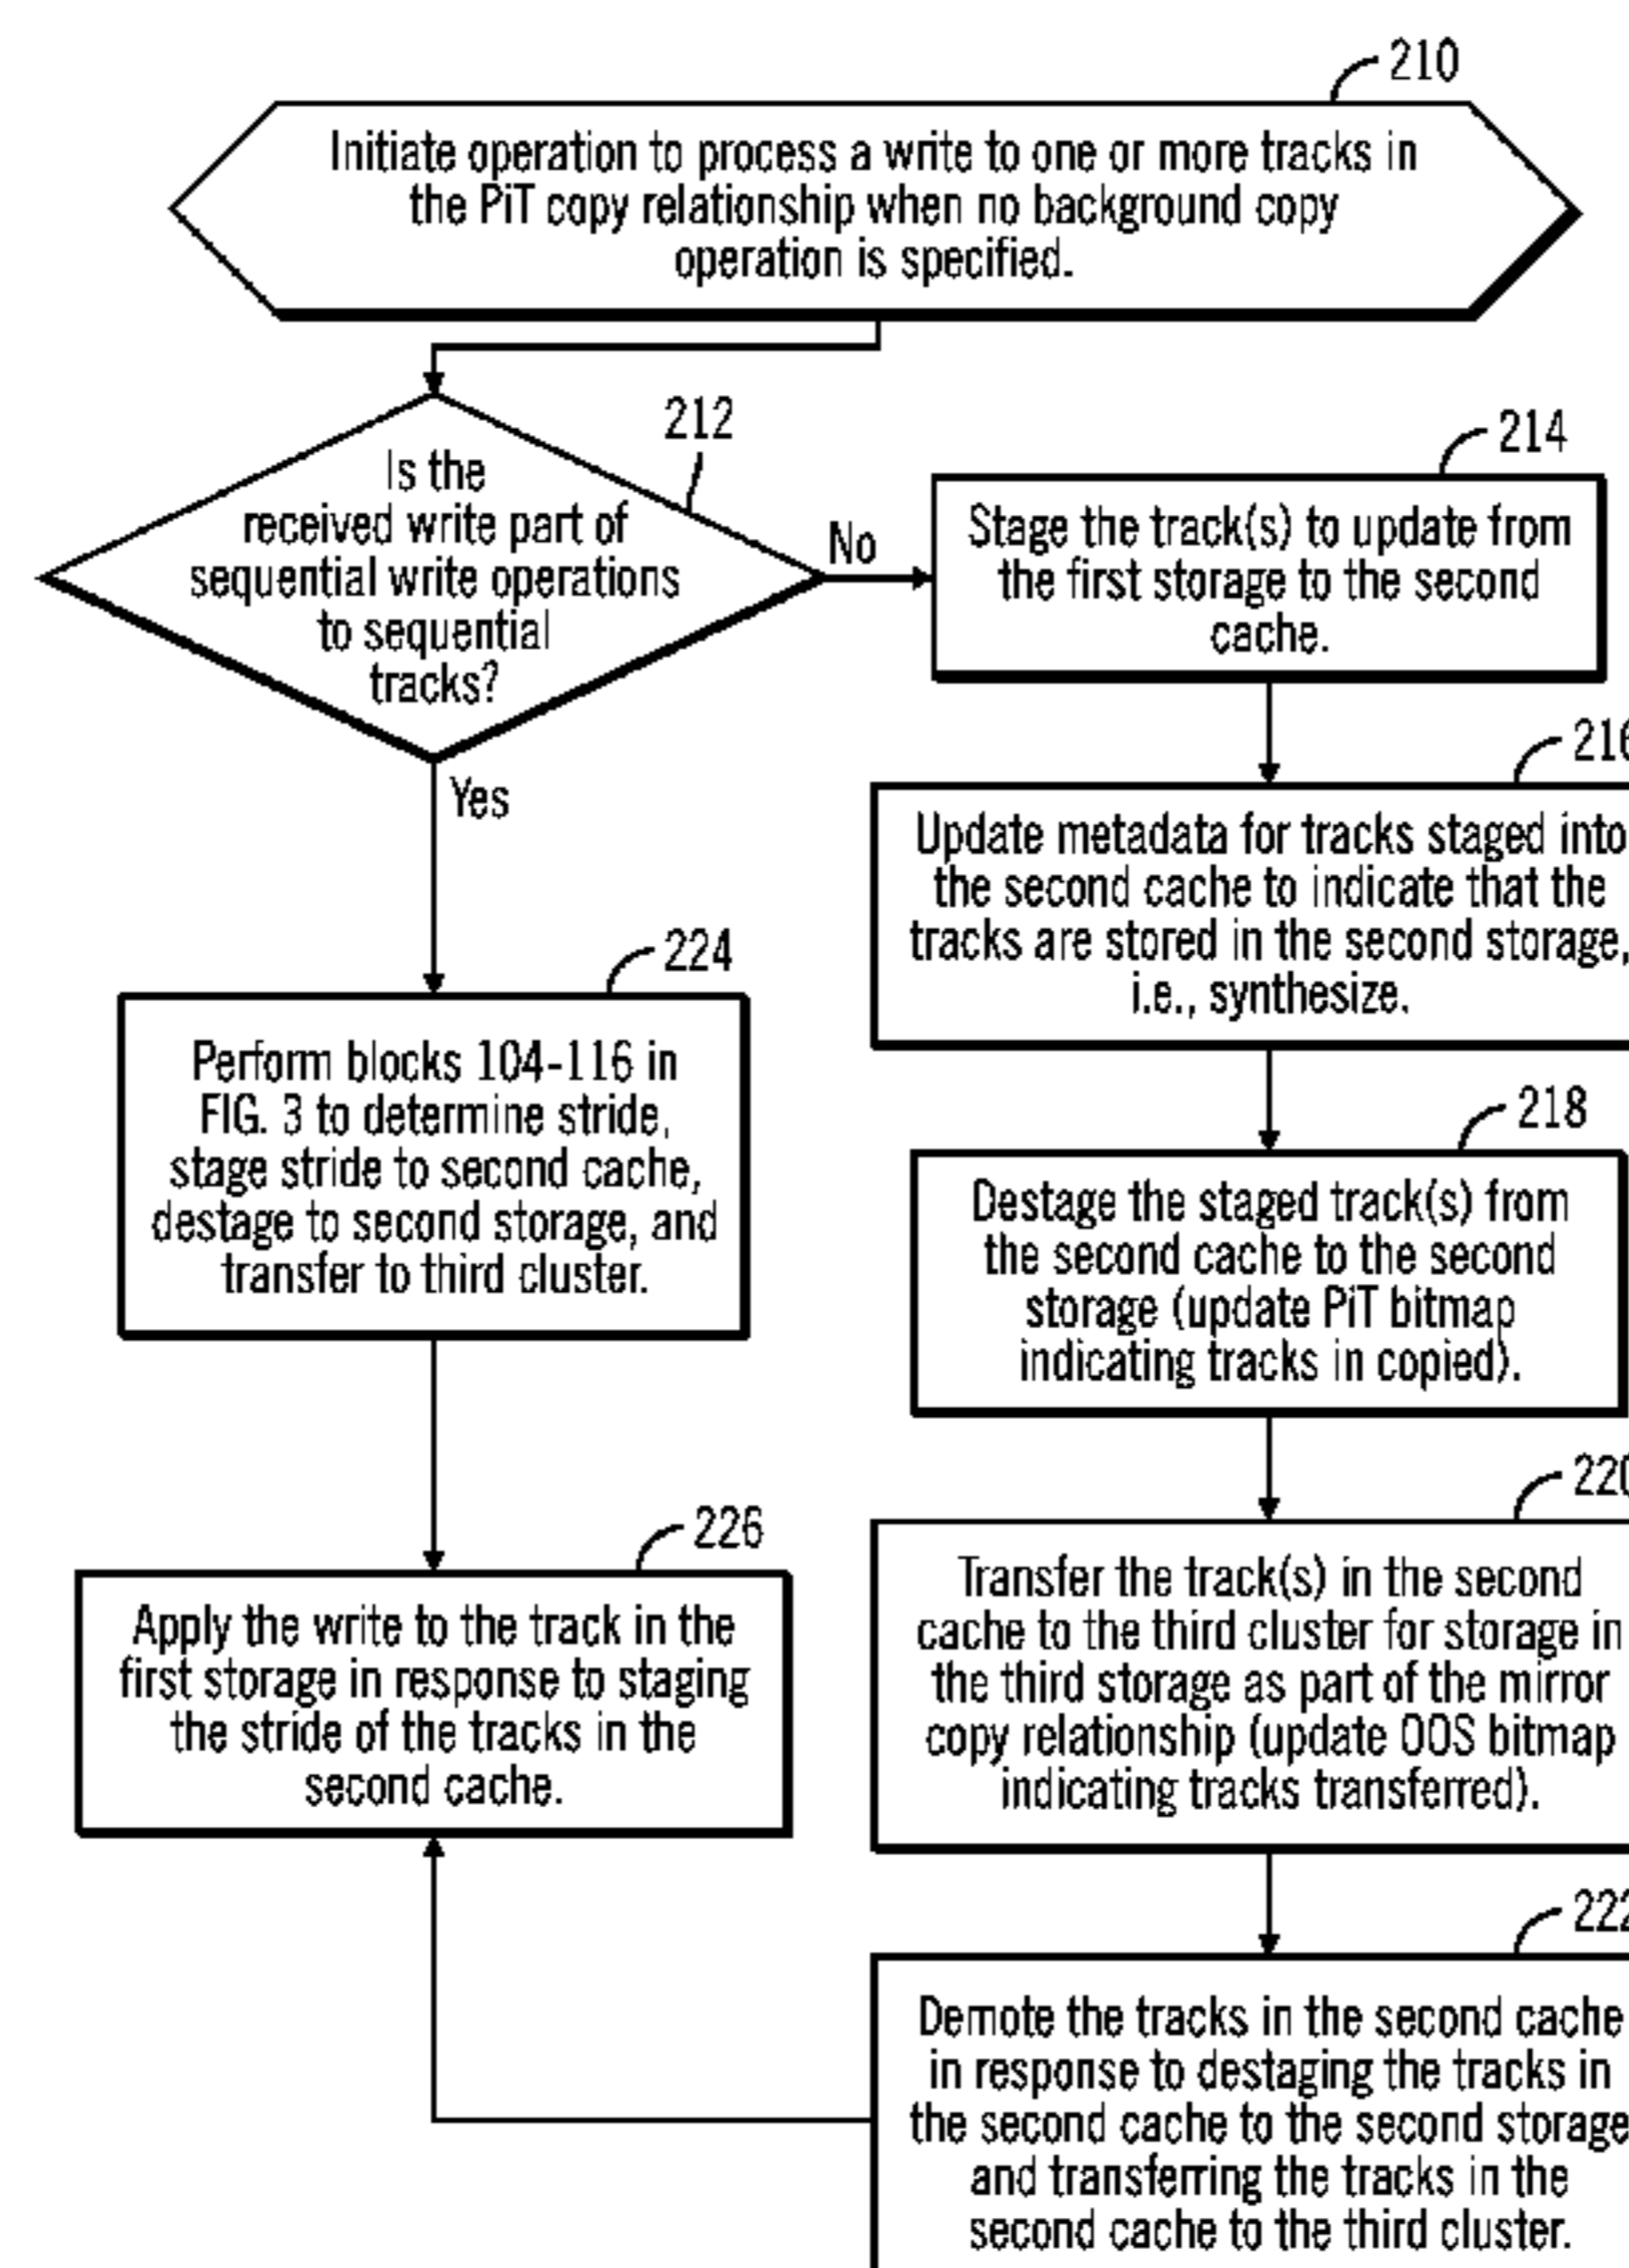 210
Initiate operation to process a write to one or more tracks in
the PiT copy relationship when no background copy
operation is specified.
212
Is the
received write part of
sequential write operations
to sequential
tracks?
No
Yes
214
Stage the track(s) to update from
the first storage to the second
cache.
216
Update metadata for tracks staged into
the second cache to indicate that the
tracks are stored in the second storage,
i.e., synthesize.
218
Destage the staged track(s) from
the second cache to the second
storage (update PiT bitmap
indicating tracks in copied).
220
Transfer the track(s) in the second
cache to the third cluster for storage in
the third storage as part of the mirror
copy relationship (update OOS bitmap
indicating tracks transferred).
222
Demote the tracks in the second cache
in response to destaging the tracks in
the second cache to the second storage
and transferring the tracks in the
second cache to the third cluster.
224
Perform blocks 104-116 in
FIG. 3 to determine stride,
stage stride to second cache,
destage to second storage, and
transfer to third cluster.
226
Apply the write to the track in the
first storage in response to staging
the stride of the tracks in the
second cache.